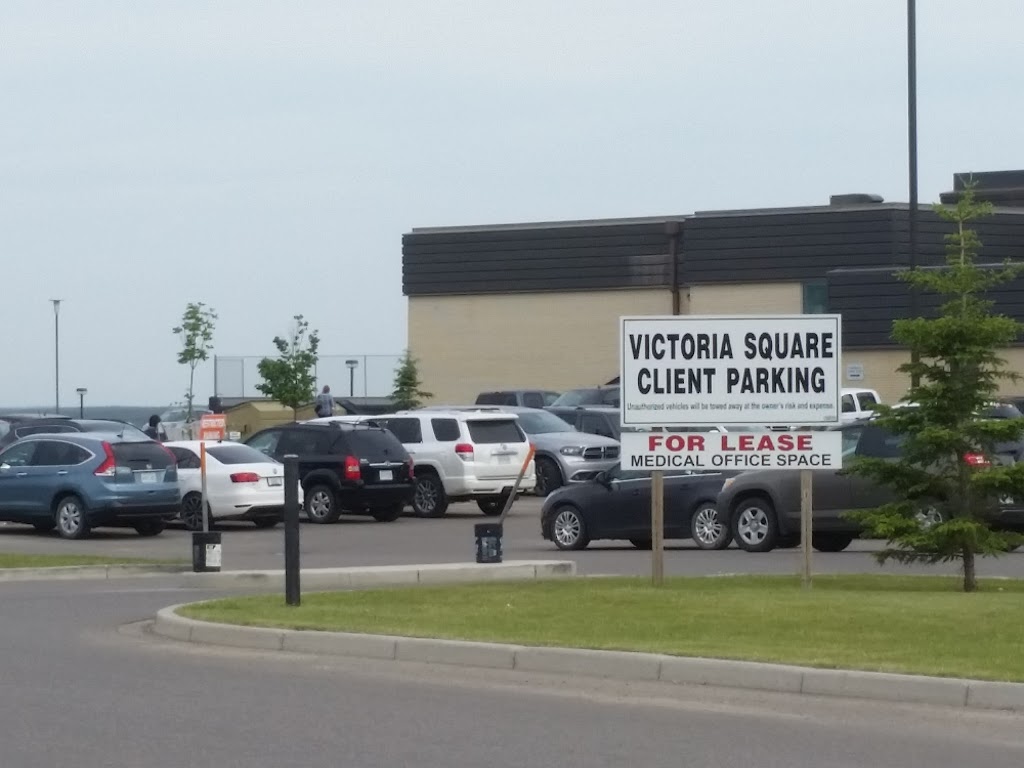 VICTORIA SQUARE
CLIENT PARKING
Unauthorized vehicles will be towed away at the owner's risk and expense
FOR LEASE
MEDICAL OFFICE SPACE